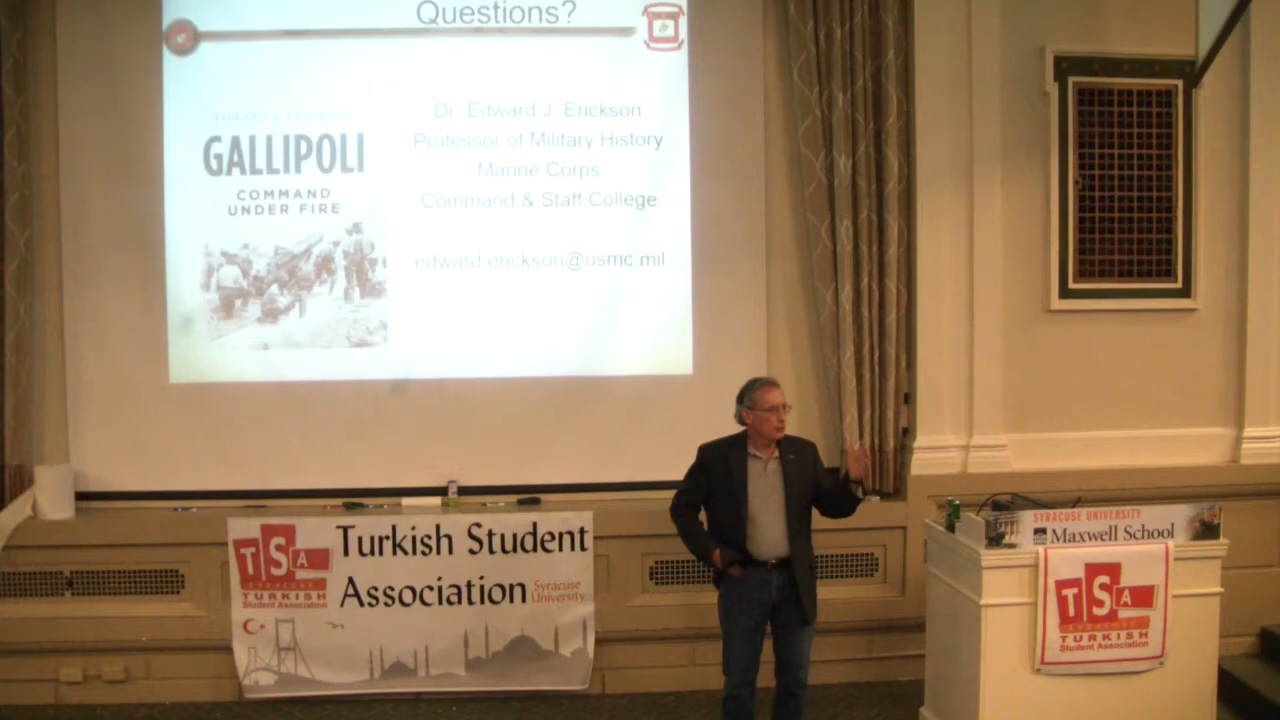 Questions?
GALLIPOLI
COMMAND
UNDER FIRE
Dr. Edward J. Erickson
Professor of Military History
Marine Corps
Command & Staff College
edward.erickson@usmc.mil
TSA
SYRACUSE
TURKISH
Student Association
Turkish Student
Association
Syracuse
University
SYRACUSE UNIVERSITY
Maxwell School
TSA
SYRACUSE
TURKISH
Student Association